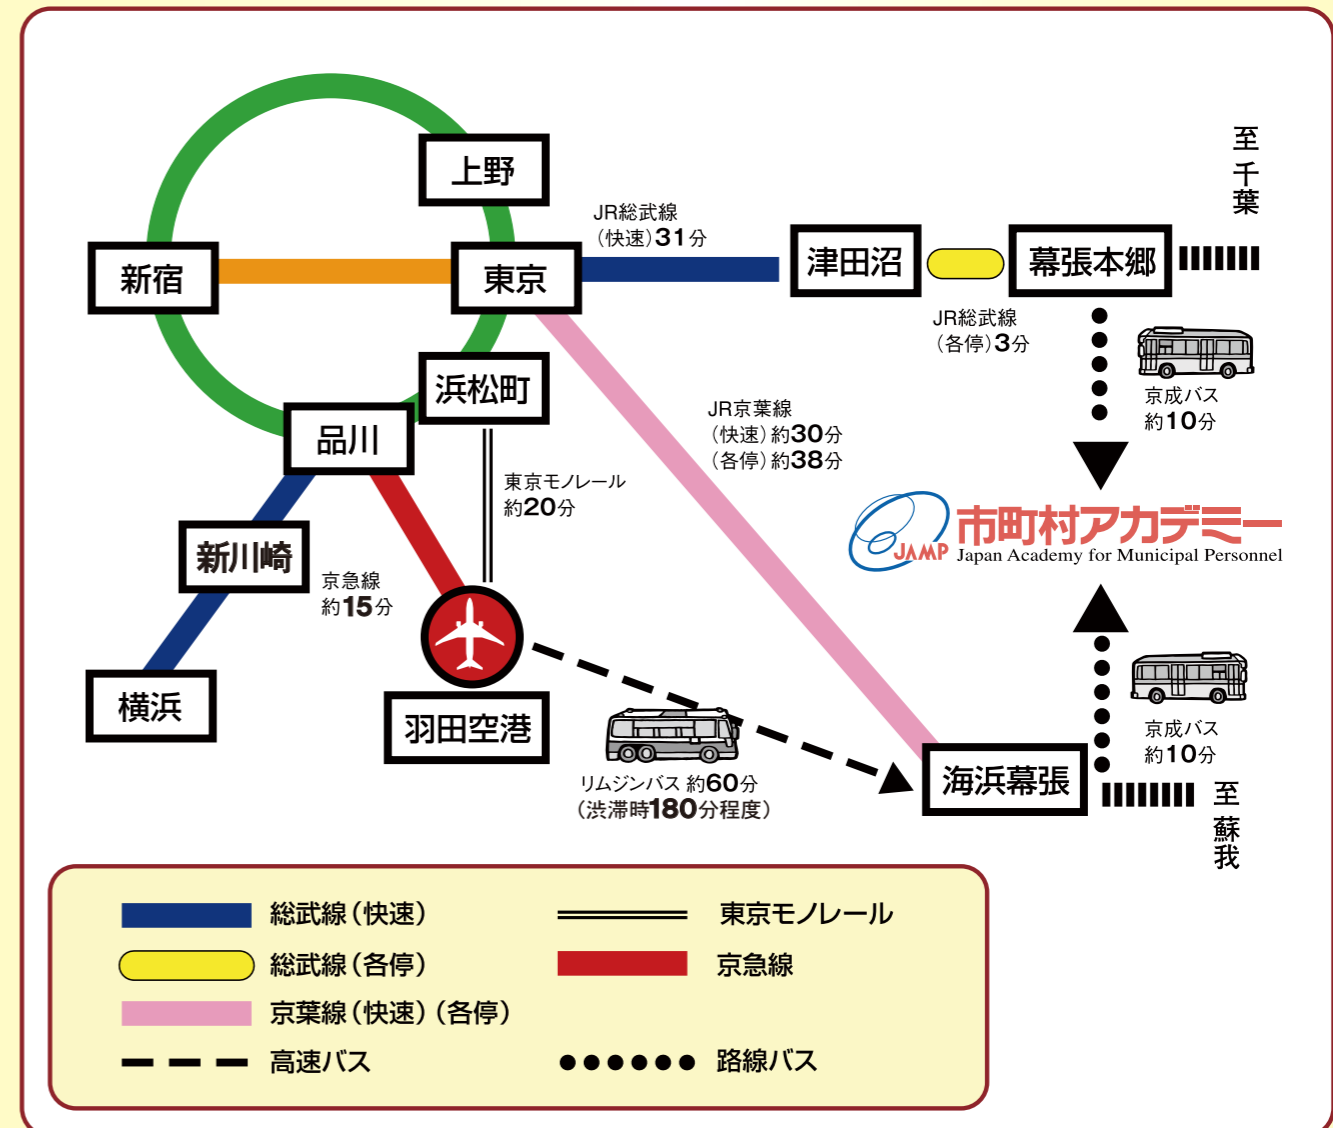 上野
至千葉
JR総武線
（快速）31分
新宿
東京
津田沼
幕張本郷
JR総武線
（各停）3分
浜松町
京成バス
約10分
JR京葉線
（快速）約30分
（各停）約38分
品川
東京モノレール
約20分
JAMP
市町村アカデミー
Japan Academy for Municipal Personnel
新川崎
京急線
約15分
横浜
羽田空港
リムジンバス 約60分
（渋滞時180分程度）
京成バス
約10分
海浜幕張
至蘇我
総武線（快速）
東京モノレール
総武線（各停）
京急線
京葉線（快速）（各停）
高速バス
路線バス